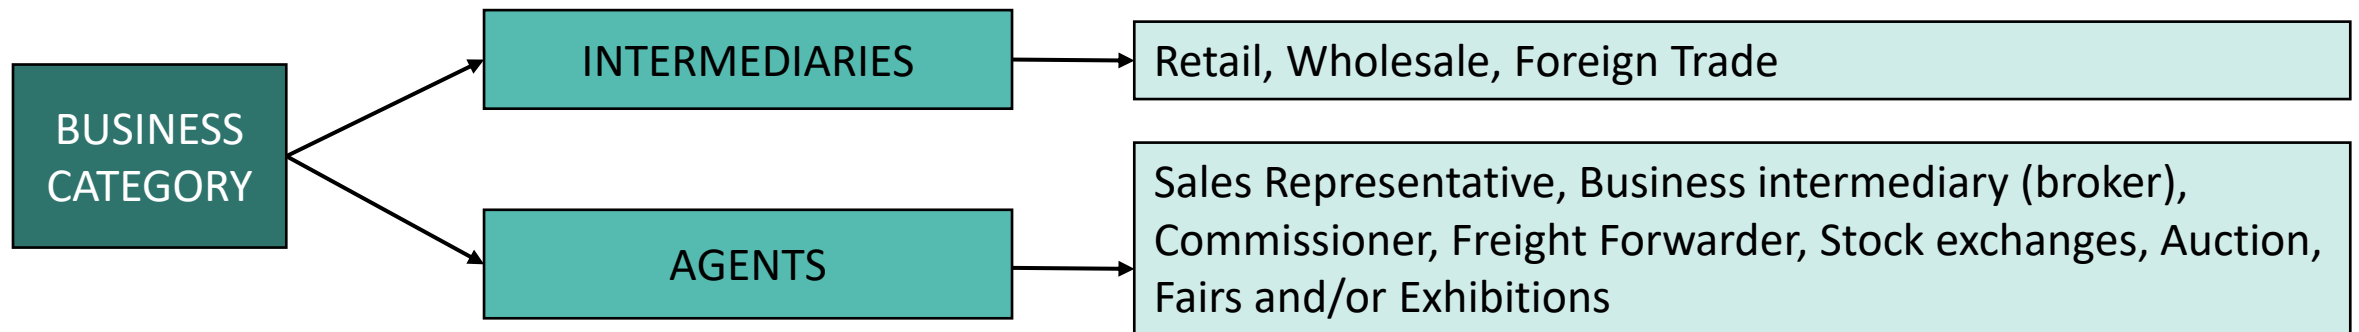 BUSINESS
CATEGORY
INTERMEDIARIES
Retail, Wholesale, Foreign Trade
AGENTS
Sales Representative, Business intermediary (broker),
Commissioner, Freight Forwarder, Stock exchanges, Auction,
Fairs and/or Exhibitions